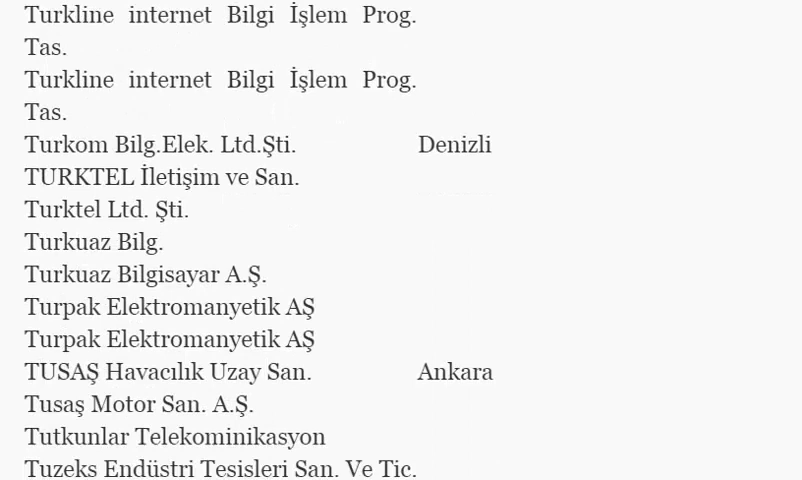 Turkline internet Bilgi İşlem Prog.
Tas.
Turkline internet Bilgi İşlem Prog.
Tas.
Turkom Bilg.Elek. Ltd.Şti. Denizli
TURKTEL İletişim ve San.
Turktel Ltd. Şti.
Turkuaz Bilg.
Turkuaz Bilgisayar A.Ş.
Turpak Elektromanyetik AŞ
Turpak Elektromanyetik AŞ
TUSAŞ Havacılık Uzay San. Ankara
Tusaş Motor San. A.Ş.
Tutkunlar Telekominikasyon
Tuzeks Endüstri Tesisleri San. Ve Tic.